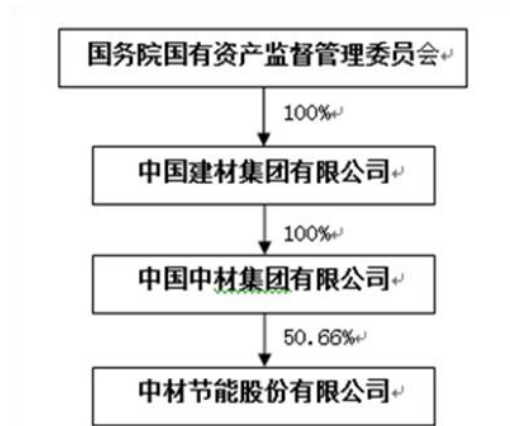 国务院国有资产监督管理委员会
100%
中国建材集团有限公司
100%
中国中材集团有限公司
50.66%
中材节能股份有限公司